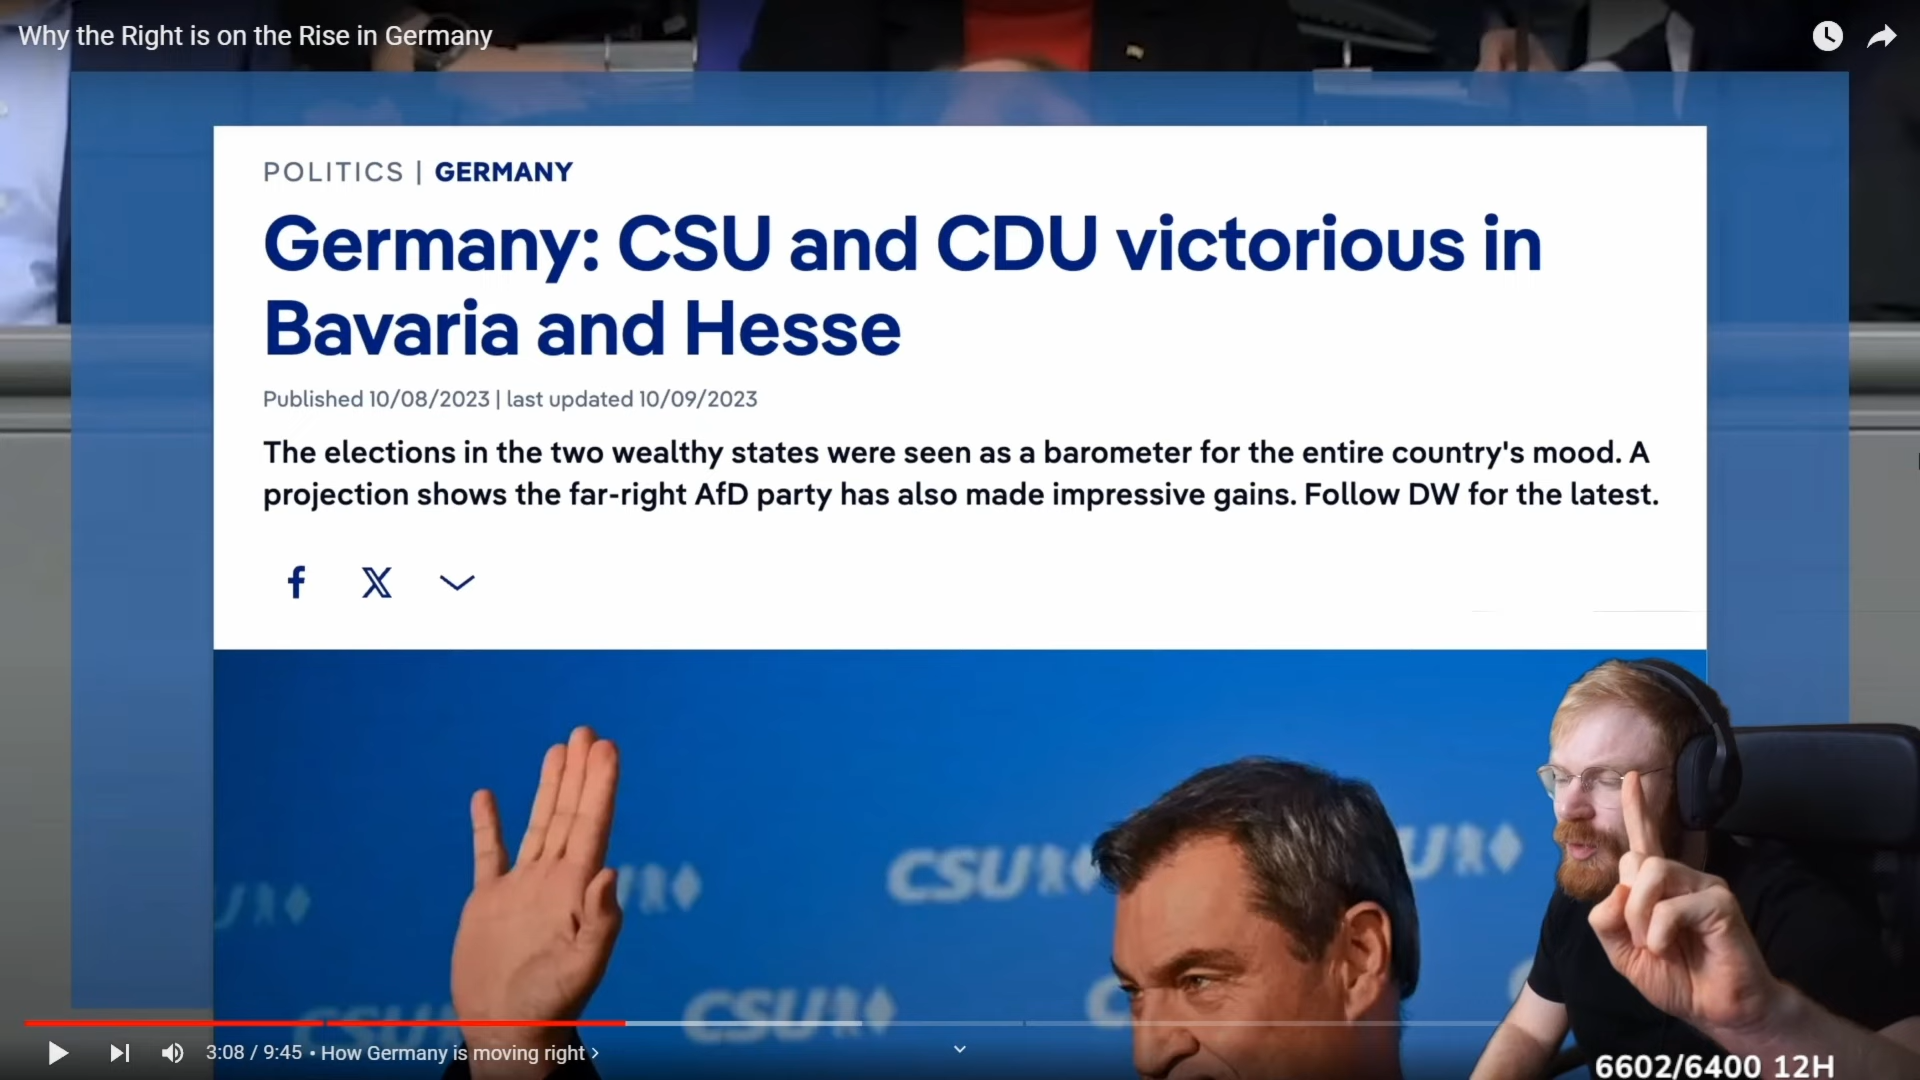 Why the Right is on the Rise in Germany
POLITICS | GERMANY
Germany: CSU and CDU victorious in
Bavaria and Hesse
Published 10/08/2023 | last updated 10/09/2023
The elections in the two wealthy states were seen as a barometer for the entire country's mood. A
projection shows the far-right AfD party has also made impressive gains. Follow DW for the latest.
CSU
CSU
3:08 / 9:45 • How Germany is moving right ›
6602/6400 12H